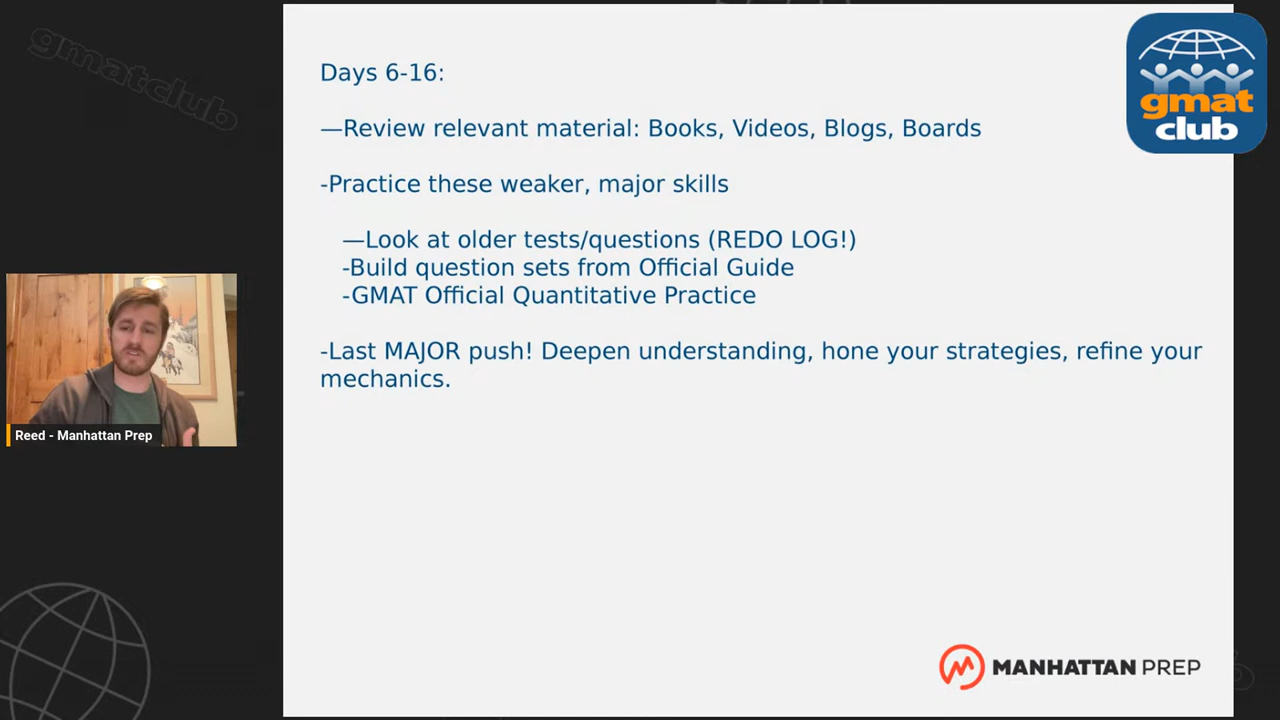 gmatclub
Days 6-16:
—Review relevant material: Books, Videos, Blogs, Boards
-Practice these weaker, major skills
—Look at older tests/questions (REDO LOG!)
-Build question sets from Official Guide
-GMAT Official Quantitative Practice
-Last MAJOR push! Deepen understanding, hone your strategies, refine your
mechanics.
gmat
club
Reed - Manhattan Prep
MANHATTAN PREP